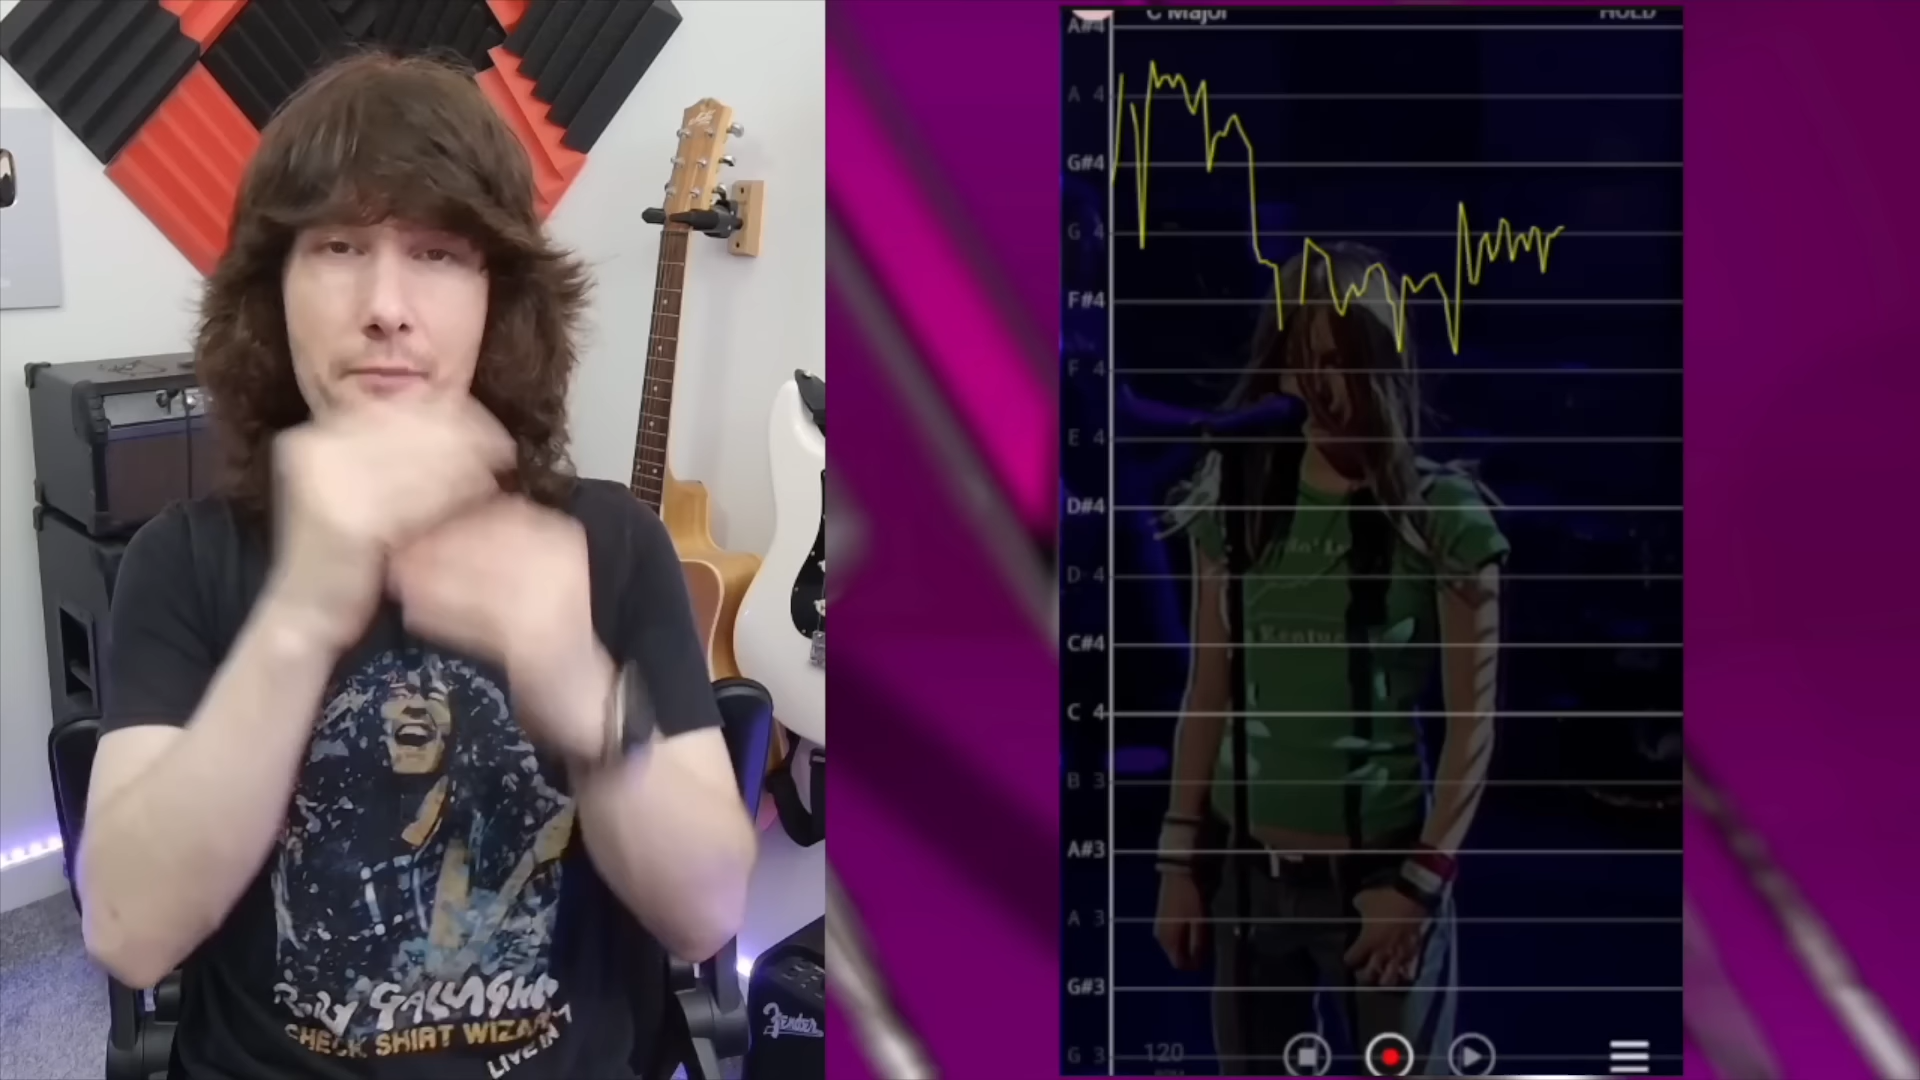 C Major
HOLD
A#4
A 4
G#4
G 4
F#4
F 4
E 4
D#4
D 4
C#4
C 4
B 3
A#3
A 3
G#3
G 3
120
GALLAGHER
CHECK SHIRT WIZARD
LIVE IN
Fender